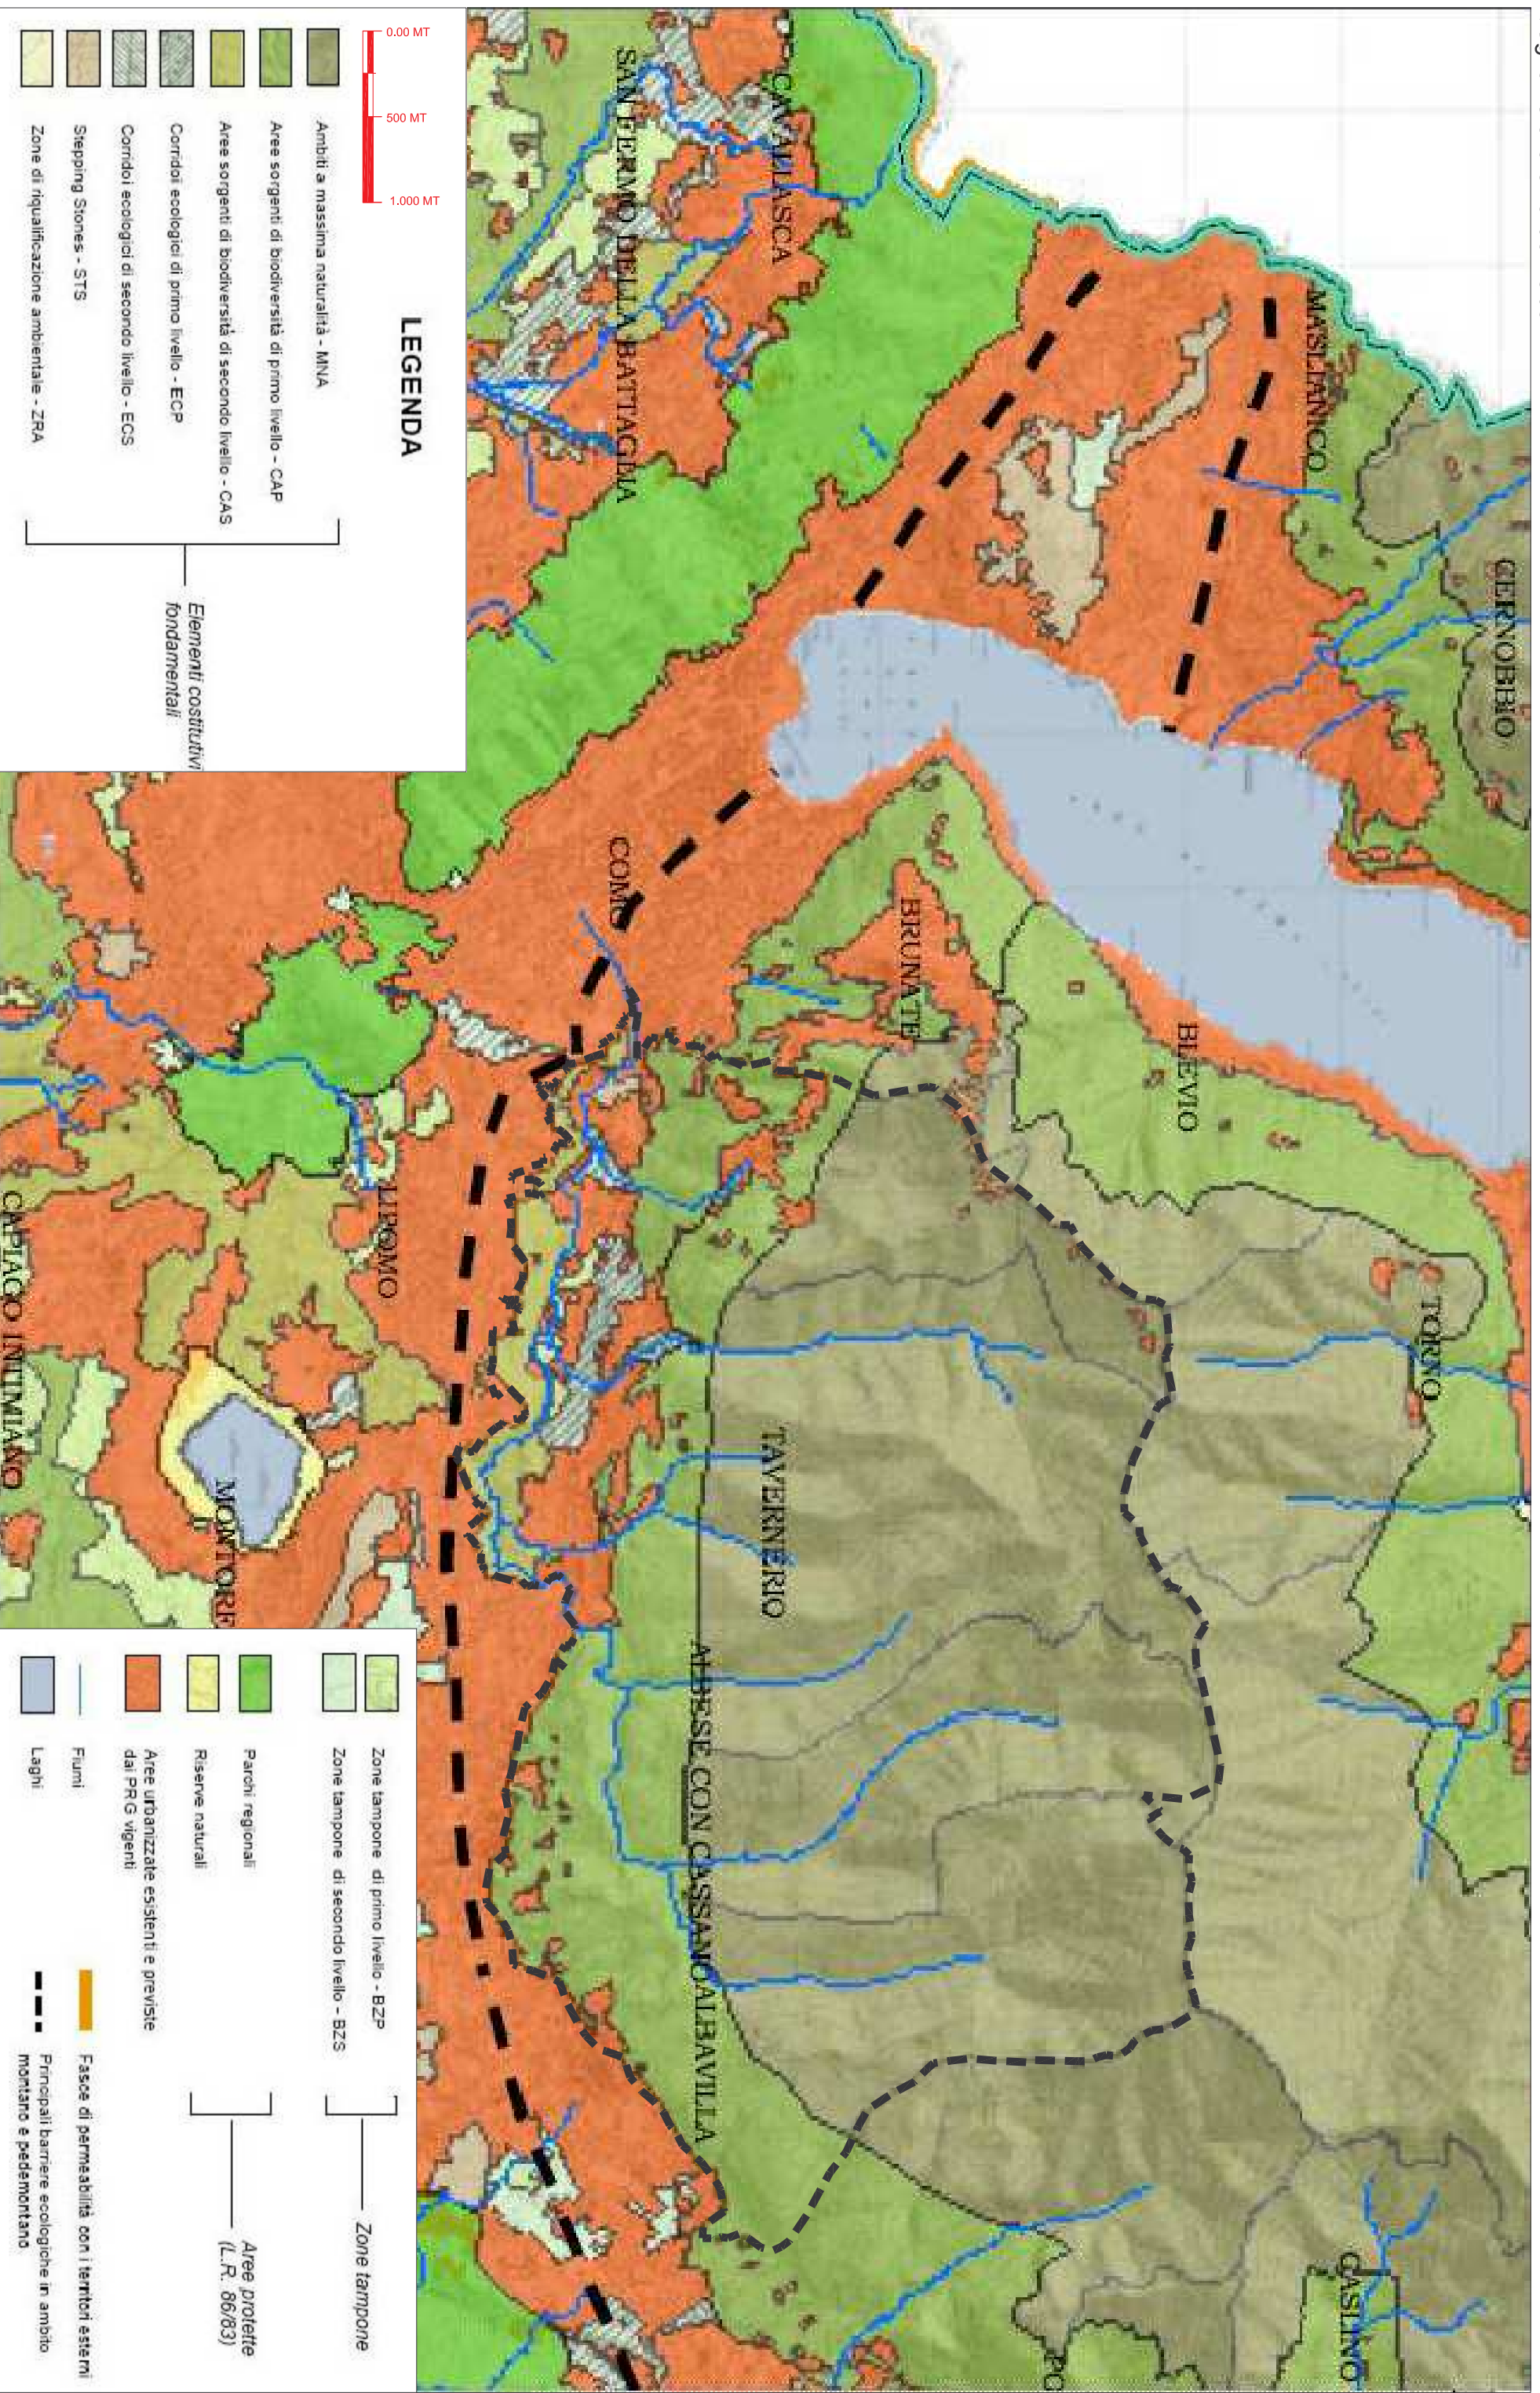 CAVALLASCA
SAN FERMO DELLA BATTAGLIA
MASLIANICO
CERNOBBIO
COMO
BRUNATE
BLEVIO
TORNO
LIPOMO
CAPIAGO INTIMIANO
MONTORF
TAVERNERIO
ALBESE CON CASSANO
ALBAVILLA
CASLINO
PO
0.00 MT
500 MT
1.000 MT
LEGENDA
Ambiti a massima naturalità - MNA
Aree sorgenti di biodiversità di primo livello - CAP
Aree sorgenti di biodiversità di secondo livello - CAS
Corridoi ecologici di primo livello - ECP
Corridoi ecologici di secondo livello - ECS
Stepping Stones - STS
Zone di riqualificazione ambientale - ZRA
Elementi costitutivi
fondamentali
Zone tampone di primo livello - BZP
Zone tampone di secondo livello - BZS
Zone tampone
Parchi regionali
Riserve naturali
Aree protette
(L.R. 86/83)
Aree urbanizzate esistenti e previste
dai PRG vigenti
Fiumi
Laghi
Fasce di permeabilità con i territori esterni
Principali barriere ecologiche in ambito
montano e pedemontano